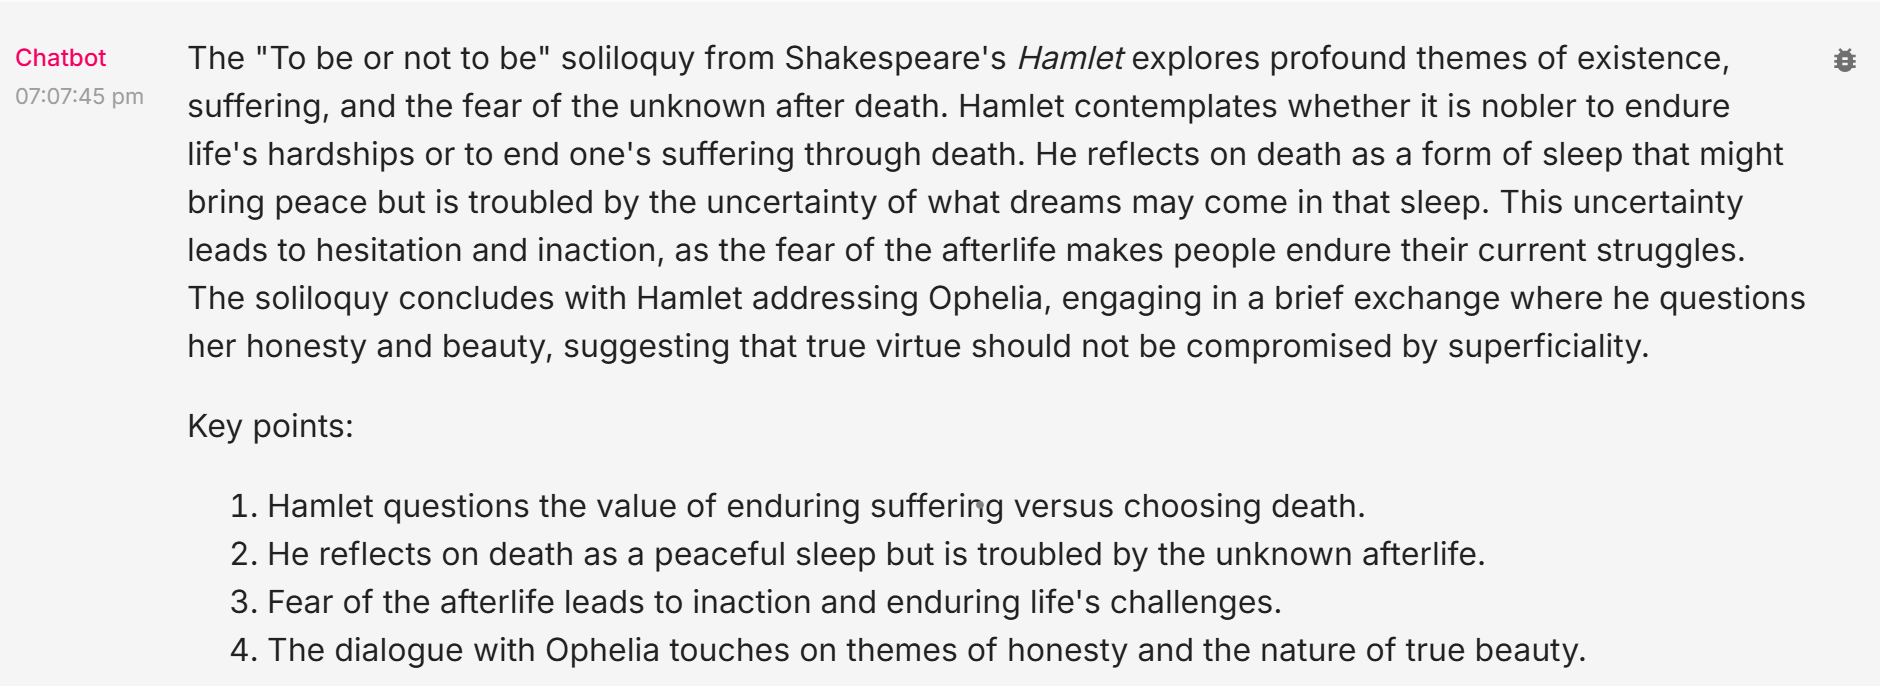 Chatbot
07:07:45 pm
The "To be or not to be" soliloquy from Shakespeare's Hamlet explores profound themes of existence,
suffering, and the fear of the unknown after death. Hamlet contemplates whether it is nobler to endure
life's hardships or to end one's suffering through death. He reflects on death as a form of sleep that might
bring peace but is troubled by the uncertainty of what dreams may come in that sleep. This uncertainty
leads to hesitation and inaction, as the fear of the afterlife makes people endure their current struggles.
The soliloquy concludes with Hamlet addressing Ophelia, engaging in a brief exchange where he questions
her honesty and beauty, suggesting that true virtue should not be compromised by superficiality.
Key points:
1. Hamlet questions the value of enduring suffering versus choosing death.
2. He reflects on death as a peaceful sleep but is troubled by the unknown afterlife.
3. Fear of the afterlife leads to inaction and enduring life's challenges.
4. The dialogue with Ophelia touches on themes of honesty and the nature of true beauty.